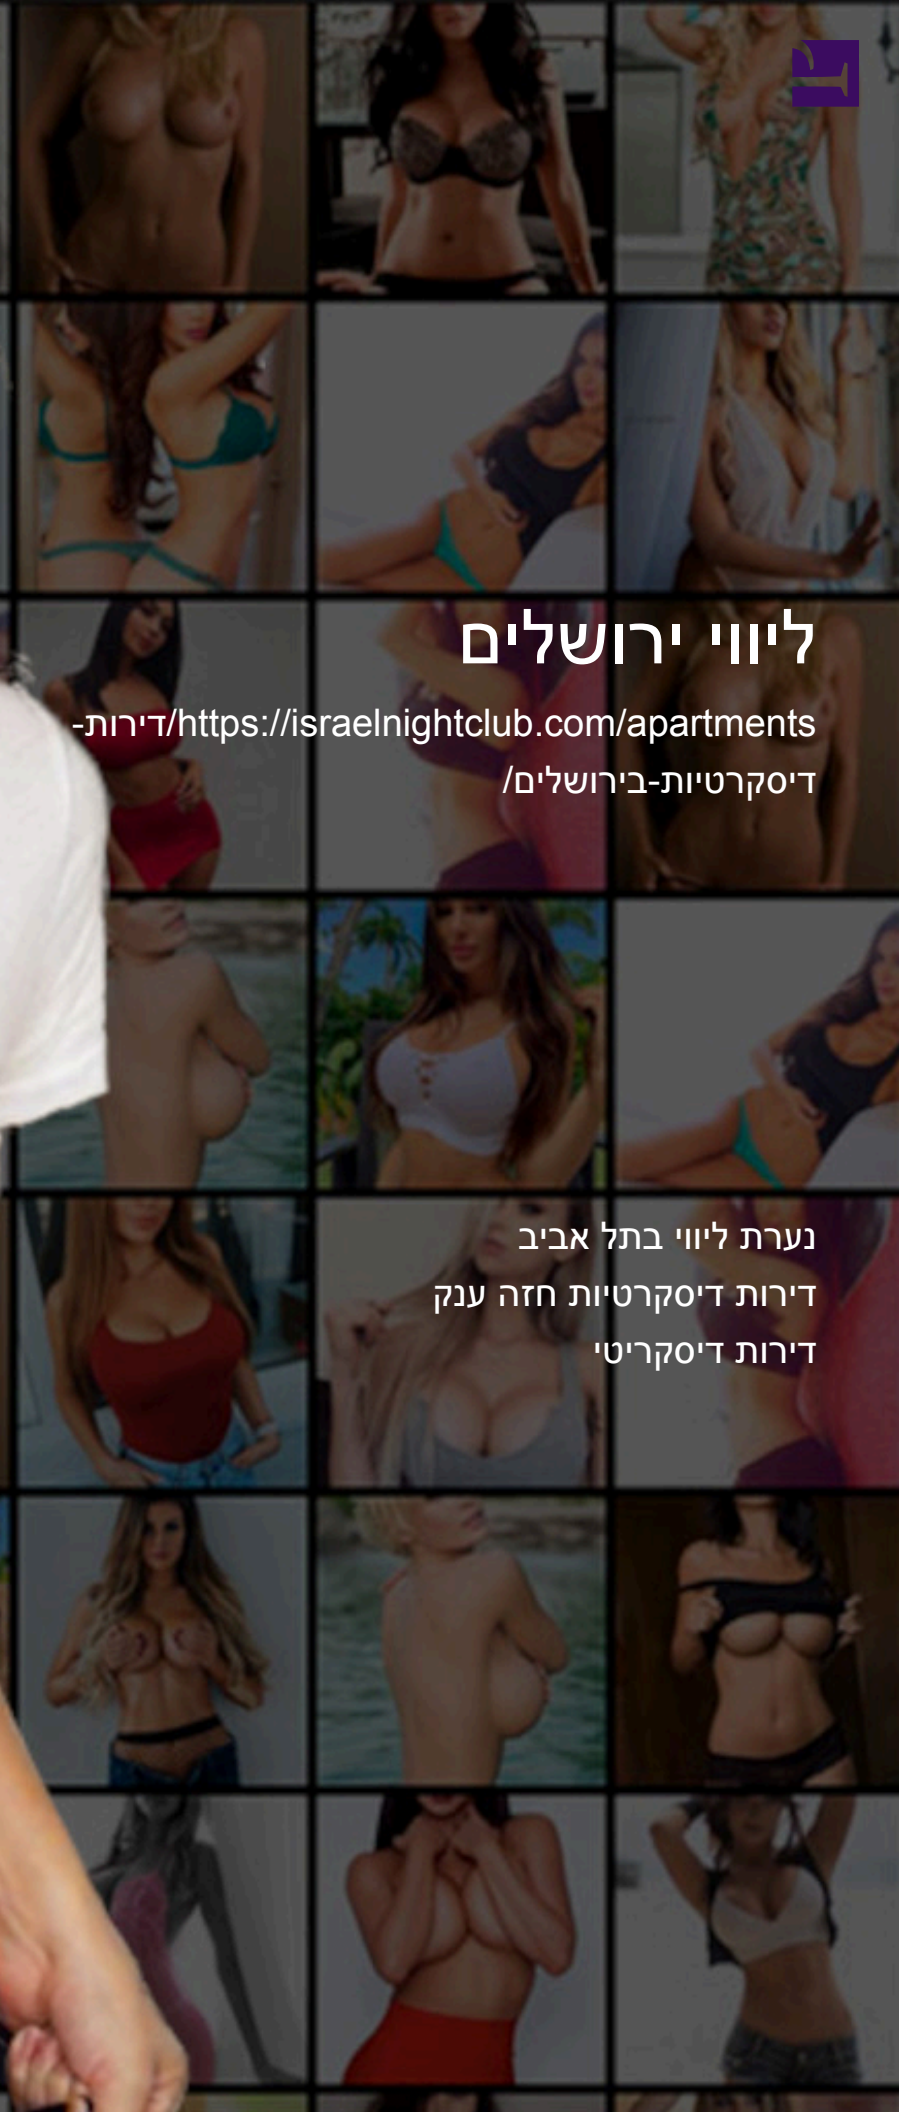 ליווי ירושלים
https://israelnightclub.com/apartments/דירות-
דיסקרטיות-בירושלים/
נערת ליווי בתל אביב
דירות דיסקרטיות חזה ענק
דירות דיסקריטי